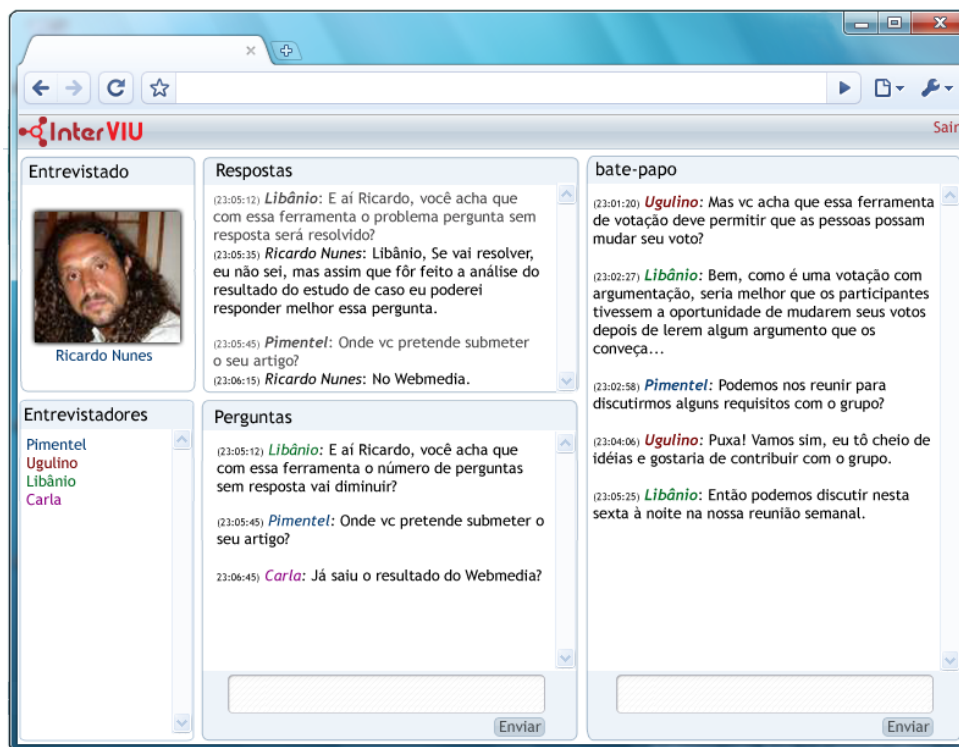 InterVIU
Sair
Entrevistado
Ricardo Nunes
Entrevistadores
Pimentel
Ugulino
Libânio
Carla
Respostas
(23:05:12) Libânio: E aí Ricardo, você acha que
com essa ferramenta o problema pergunta sem
resposta será resolvido?
(23:05:35) Ricardo Nunes: Libânio, Se vai resolver,
eu não sei, mas assim que fôr feito a análise do
resultado do estudo de caso eu poderei
responder melhor essa pergunta.
(23:05:45) Pimentel: Onde vc pretende submeter
o seu artigo?
(23:06:15) Ricardo Nunes: No Webmedia.
Perguntas
(23:05:12) Libânio: E aí Ricardo, você acha que
com essa ferramenta o número de perguntas
sem resposta vai diminuir?
(23:05:45) Pimentel: Onde vc pretende submeter o
seu artigo?
23:06:45) Carla: Já saiu o resultado do Webmedia?
Enviar
bate-papo
(23:01:20) Ugulino: Mas vc acha que essa ferramenta
de votação deve permitir que as pessoas possam
mudar seu voto?
(23:02:27) Libânio: Bem, como é uma votação com
argumentação, seria melhor que os participantes
tivessem a oportunidade de mudarem seus votos
depois de lerem algum argumento que os
conveça...
(23:02:58) Pimentel: Podemos nos reunir para
discutirmos alguns requisitos com o grupo?
(23:04:06) Ugulino: Puxa! Vamos sim, eu tô cheio de
idéias e gostaria de contribuir com o grupo.
(23:05:25) Libânio: Então podemos discutir nesta
sexta à noite na nossa reunião semanal.
Enviar